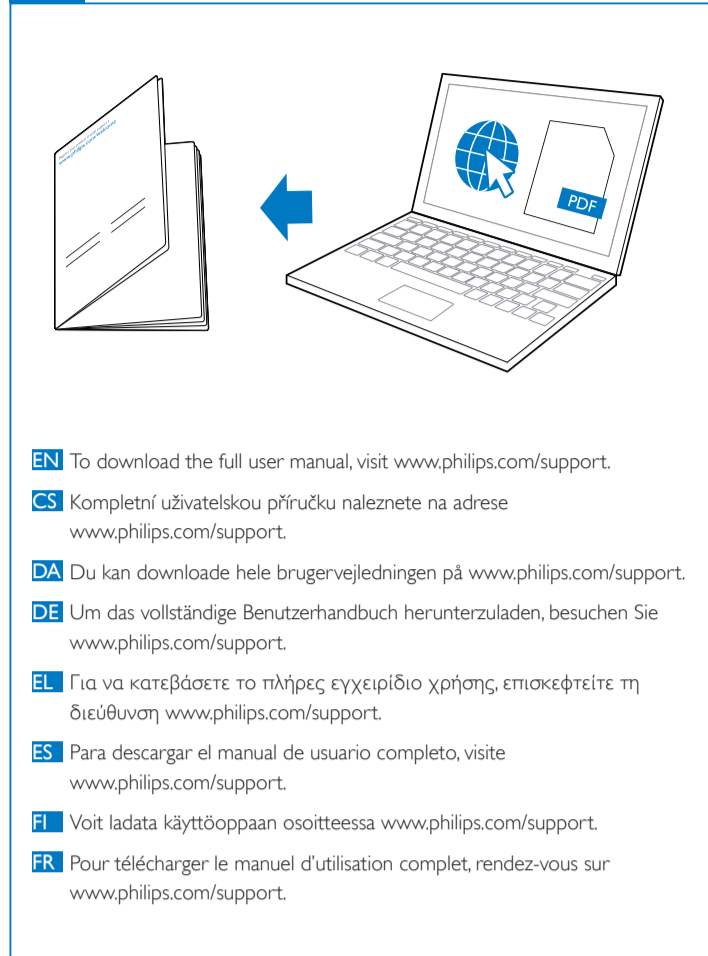 www.philips.com/welcome
PDF
EN To download the full user manual, visit www.philips.com/support.
CS Kompletní uživatelskou příručku naleznete na adrese
www.philips.com/support.
DA Du kan downloade hele brugervejledningen på www.philips.com/support.
DE Um das vollständige Benutzerhandbuch herunterzuladen, besuchen Sie
www.philips.com/support.
EL Για να κατεβάσετε το πλήρες εγχειρίδιο χρήσης, επισκεφτείτε τη
διεύθυνση www.philips.com/support.
ES Para descargar el manual de usuario completo, visite
www.philips.com/support.
FI Voit ladata käyttöoppaan osoitteessa www.philips.com/support.
FR Pour télécharger le manuel d'utilisation complet, rendez-vous sur
www.philips.com/support.